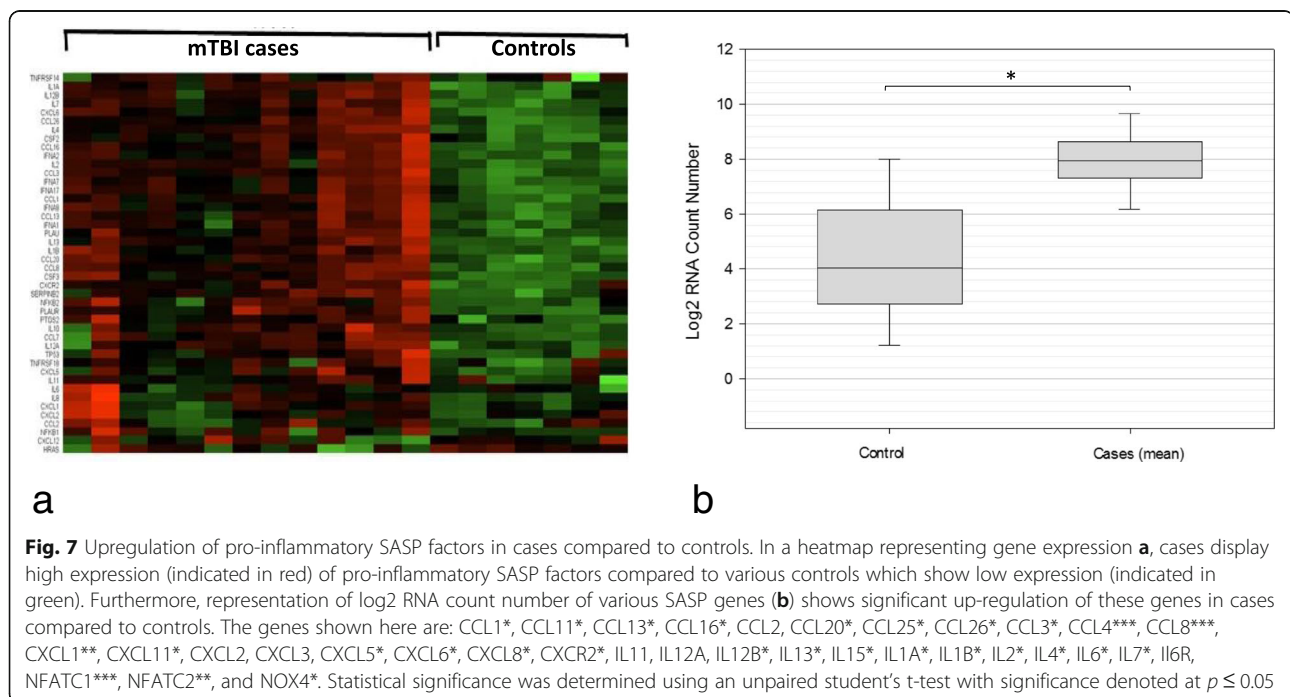 mTBI cases
Controls
TNFRSF14
IL1A
IL12B
IL7
CXCL6
CCL26
IL4
CSF2
CCL16
IFNA2
IL2
CCL3
IFNA7
IFNA17
CCL1
IFNA8
CCL13
IFNA1
PLAU
IL13
IL1B
CCL20
CCL8
CSF3
CXCR2
SERPINB2
NFKB2
PLAUR
PTGS2
IL15
CCL7
IL12A
TP53
CXCL5
IL11
IL6
IL8
CXCL1
CXCL2
CCL2
NFKB1
CXCL12
HRAS
a
12
10
8
6
4
2
0
*
Log2 RNA Count Number
Control
Cases (mean)
b
Fig. 7 Upregulation of pro-inflammatory SASP factors in cases compared to controls. In a heatmap representing gene expression a, cases display
high expression (indicated in red) of pro-inflammatory SASP factors compared to various controls which show low expression (indicated in
green). Furthermore, representation of log2 RNA count number of various SASP genes (b) shows significant up-regulation of these genes in cases
compared to controls. The genes shown here are: CCL1*, CCL11*, CCL13*, CCL16*, CCL2, CCL20*, CCL25*, CCL26*, CCL3*, CCL4***, CCL8***,
CXCL1**, CXCL11*, CXCL2, CXCL3, CXCL5*, CXCL6*, CXCL8*, CXCR2*, IL11, IL12A, IL12B*, IL13*, IL15*, IL1A*, IL1B*, IL2*, IL4*, IL6*, IL7*, Il6R,
NFATC1***, NFATC2**, and NOX4*. Statistical significance was determined using an unpaired student's t-test with significance denoted at p ≤ 0.05